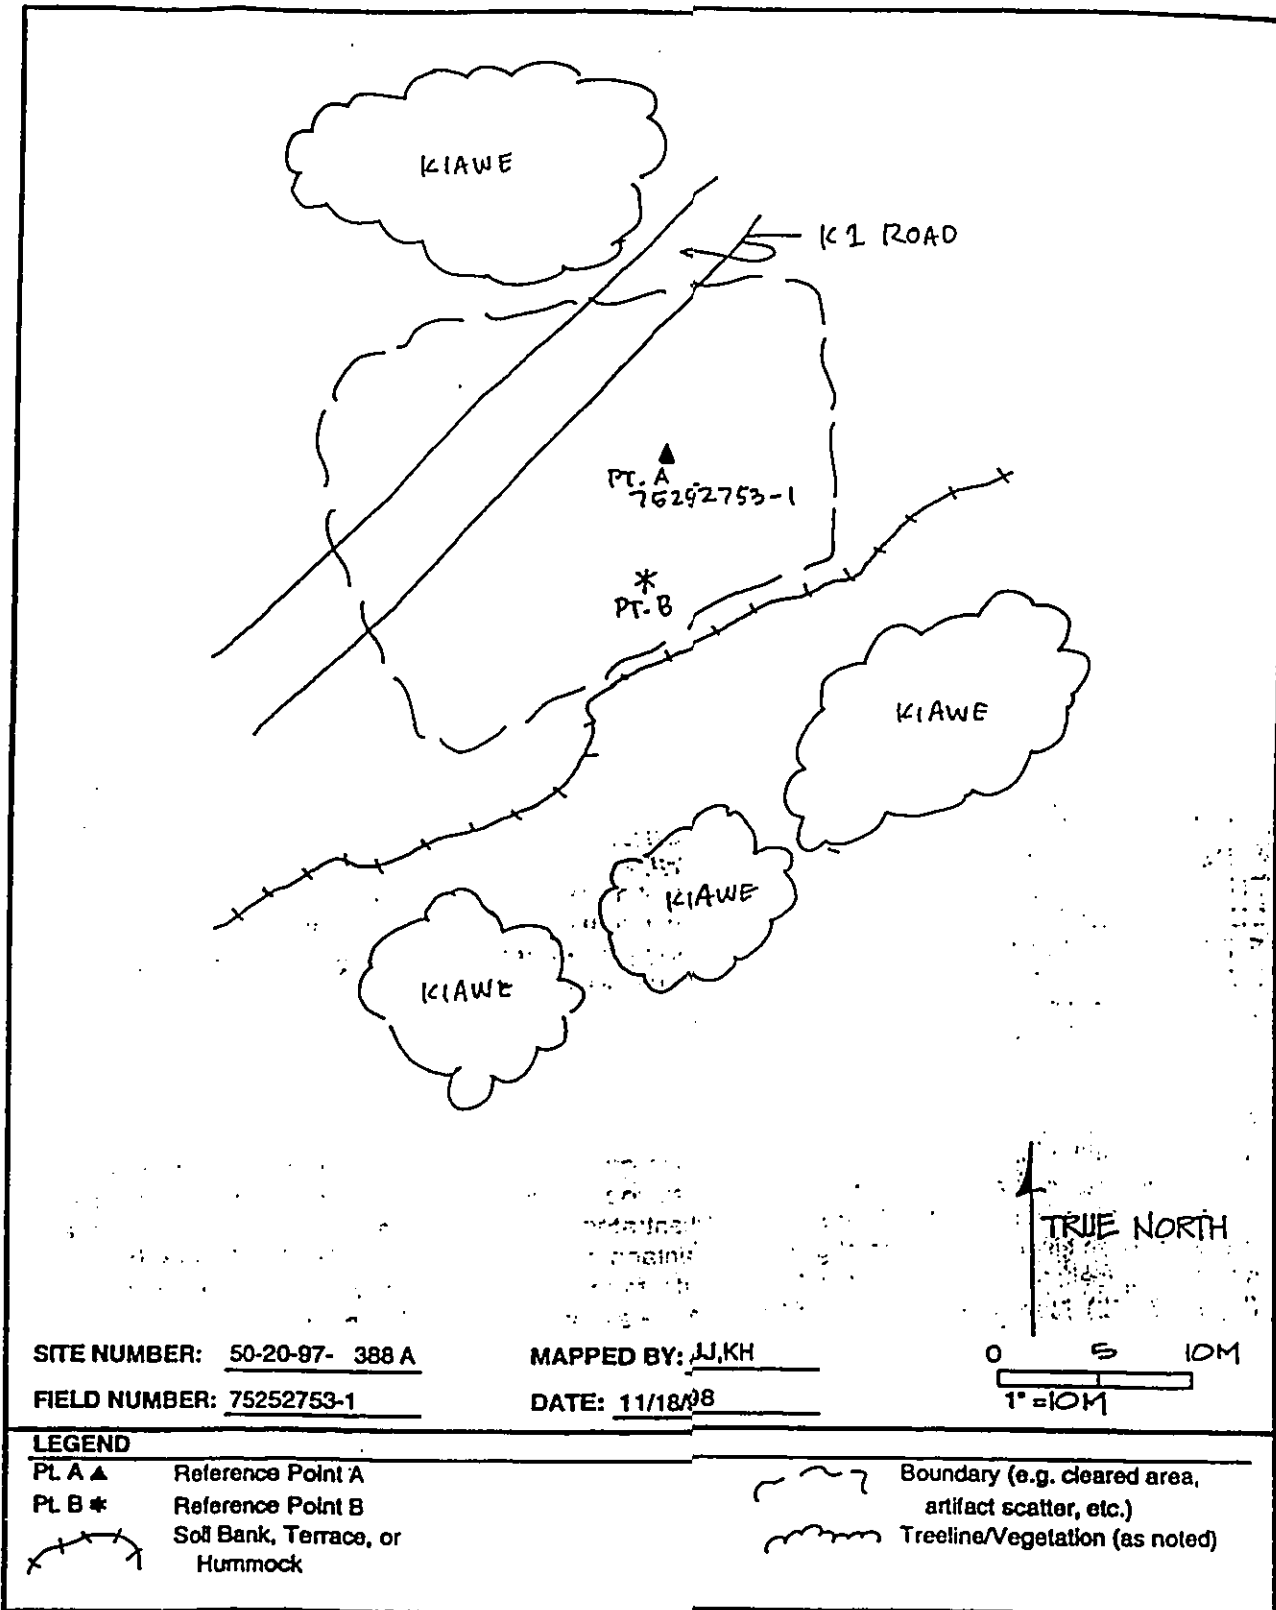 KIAWE
K1 ROAD
PT. A
75252753-1
PT. B
KIAWE
KIAWE
KIAWE
TRUE NORTH
SITE NUMBER: 50-20-97- 388 A
MAPPED BY: JJ,KH
0 5 10M
FIELD NUMBER: 75252753-1
DATE: 11/18/98
1" =10M
LEGEND
Pt. A Reference Point A
Pt. B Reference Point B
Soil Bank, Terrace, or
Hummock
Boundary (e.g. cleared area,
artifact scatter, etc.)
Treeline/Vegetation (as noted)